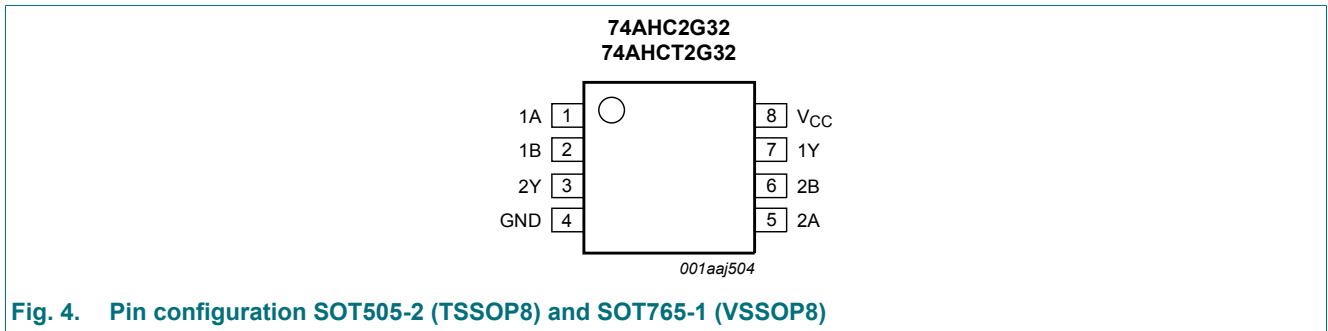 74AHC2G32
74AHCT2G32
1A 1 8 VCC
1B 2 7 1Y
2Y 3 6 2B
GND 4 5 2A
001aaj504
Fig. 4. Pin configuration SOT505-2 (TSSOP8) and SOT765-1 (VSSOP8)